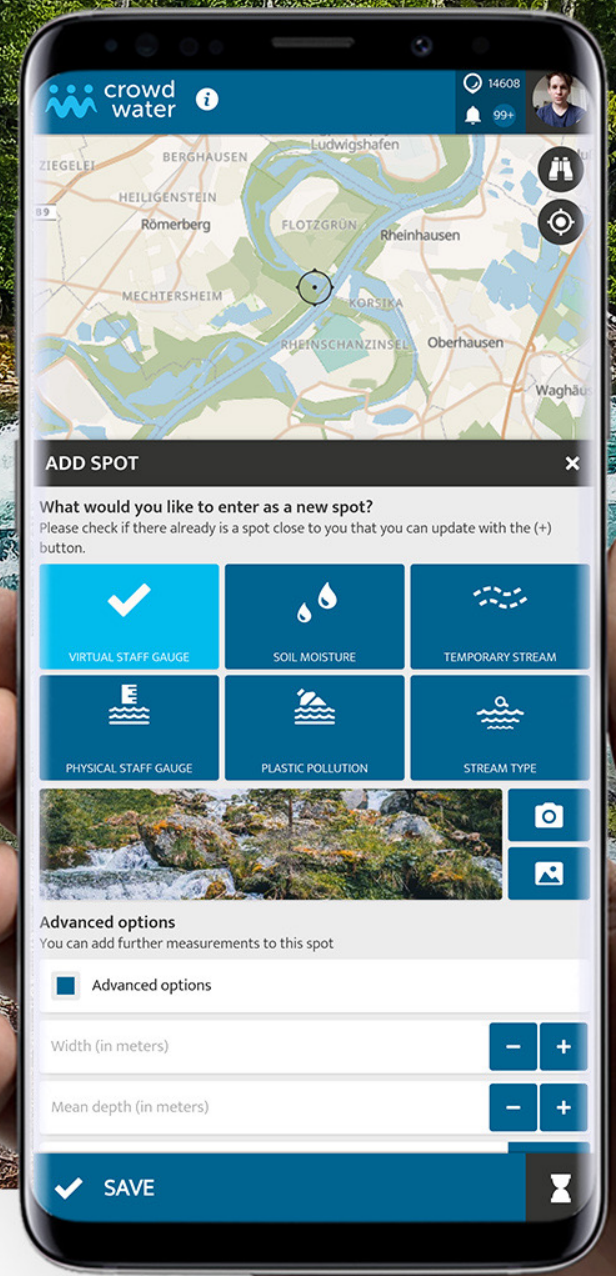 crowd
water
i
14608
99+
Ludwigshafen
ZIEGELEI
BERGHAUSEN
HEILIGENSTEIN
89
Römerberg
FLOTZGRÜN
Rheinhausen
MECHTERSHEIM
KORSIKA
RHEINSCHANZINSEL
Oberhausen
Waghäu
ADD SPOT
What would you like to enter as a new spot?
Please check if there already is a spot close to you that you can update with the (+)
button.
VIRTUAL STAFF GAUGE
SOIL MOISTURE
TEMPORARY STREAM
PHYSICAL STAFF GAUGE
PLASTIC POLLUTION
STREAM TYPE
Advanced options
You can add further measurements to this spot
Advanced options
Width (in meters)
Mean depth (in meters)
SAVE